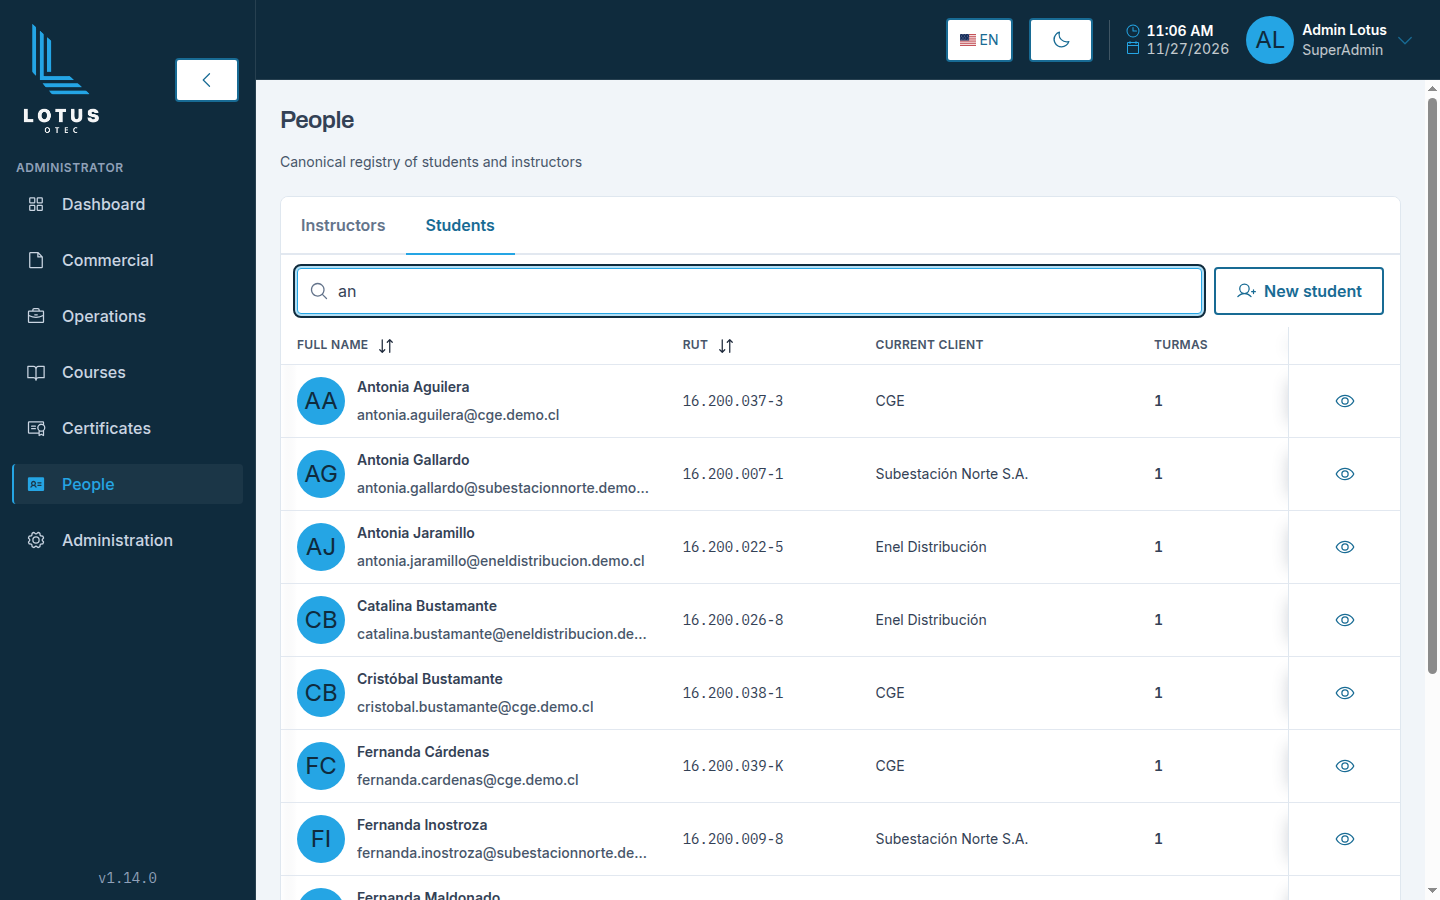 LOTUS
OTEC
EN
11:06 AM
11/27/2026
AL
Admin Lotus
SuperAdmin
ADMINISTRATOR
Dashboard
Commercial
Operations
Courses
Certificates
People
Administration
v1.14.0
People
Canonical registry of students and instructors
Instructors
Students
an
New student
FULL NAME
RUT
CURRENT CLIENT
TURMAS
AA
Antonia Aguilera
antonia.aguilera@cge.demo.cl
16.200.037-3
CGE
1
AG
Antonia Gallardo
antonia.gallardo@subestacionnorte.demo...
16.200.007-1
Subestación Norte S.A.
1
AJ
Antonia Jaramillo
antonia.jaramillo@eneldistribucion.demo.cl
16.200.022-5
Enel Distribución
1
CB
Catalina Bustamante
catalina.bustamante@eneldistribucion.de...
16.200.026-8
Enel Distribución
1
CB
Cristóbal Bustamante
cristobal.bustamante@cge.demo.cl
16.200.038-1
CGE
1
FC
Fernanda Cárdenas
fernanda.cardenas@cge.demo.cl
16.200.039-K
CGE
1
FI
Fernanda Inostroza
fernanda.inostroza@subestacionnorte.de...
16.200.009-8
Subestación Norte S.A.
1
Fernanda Maldonado